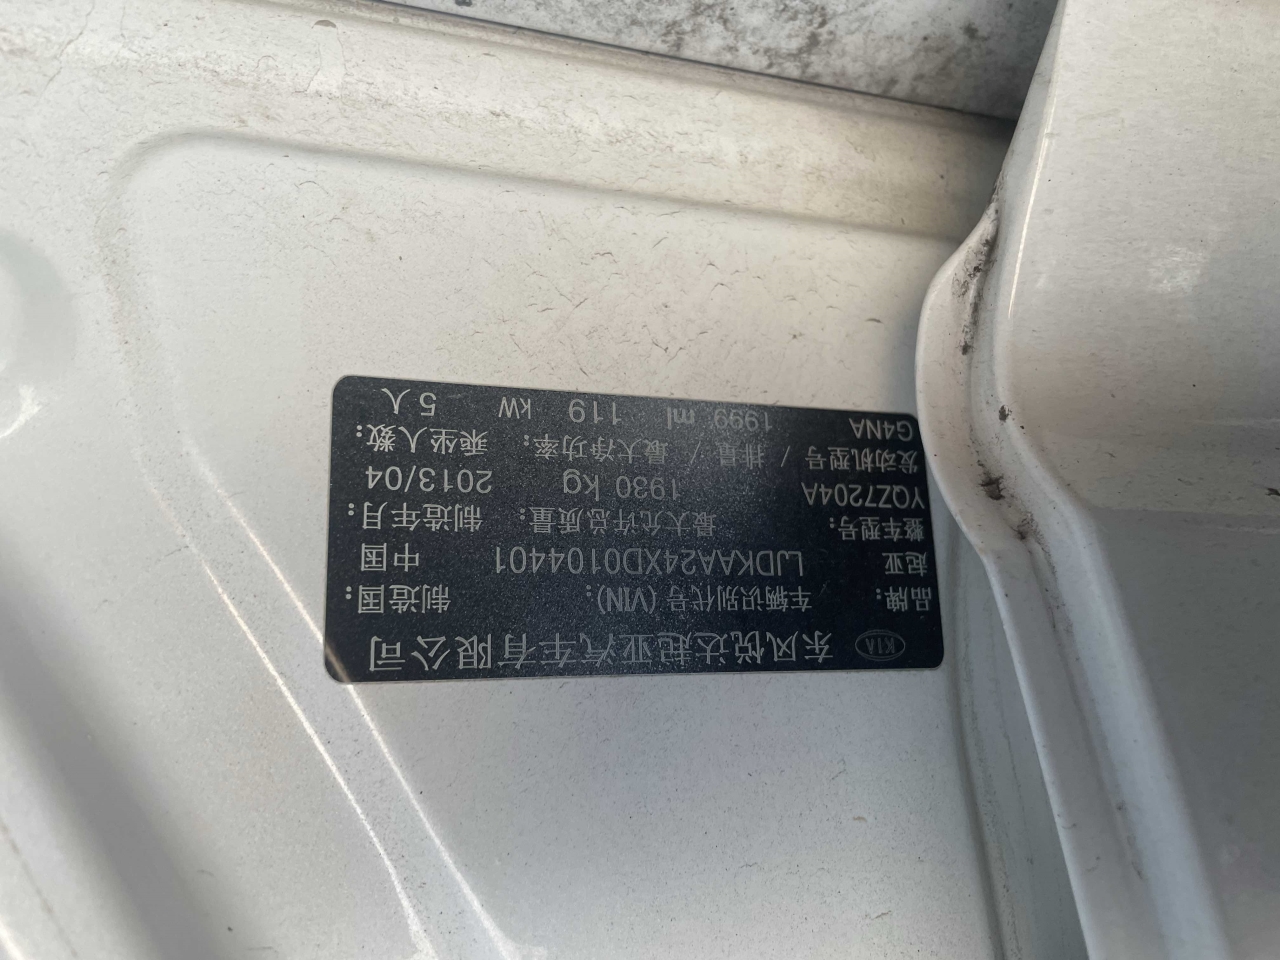 KIA 东风悦达起亚汽车有限公司
品牌: 车辆识别代号 (VIN): 制造国:
起亚 LJDKAA24XD0104401 中国
整车型号: 最大允许总质量: 制造年月:
YQZ7204A 1930 kg 2013/04
发动机型号 / 排量 / 最大净功率: 乘坐人数:
G4NA 1999 ml 119 kW 5人